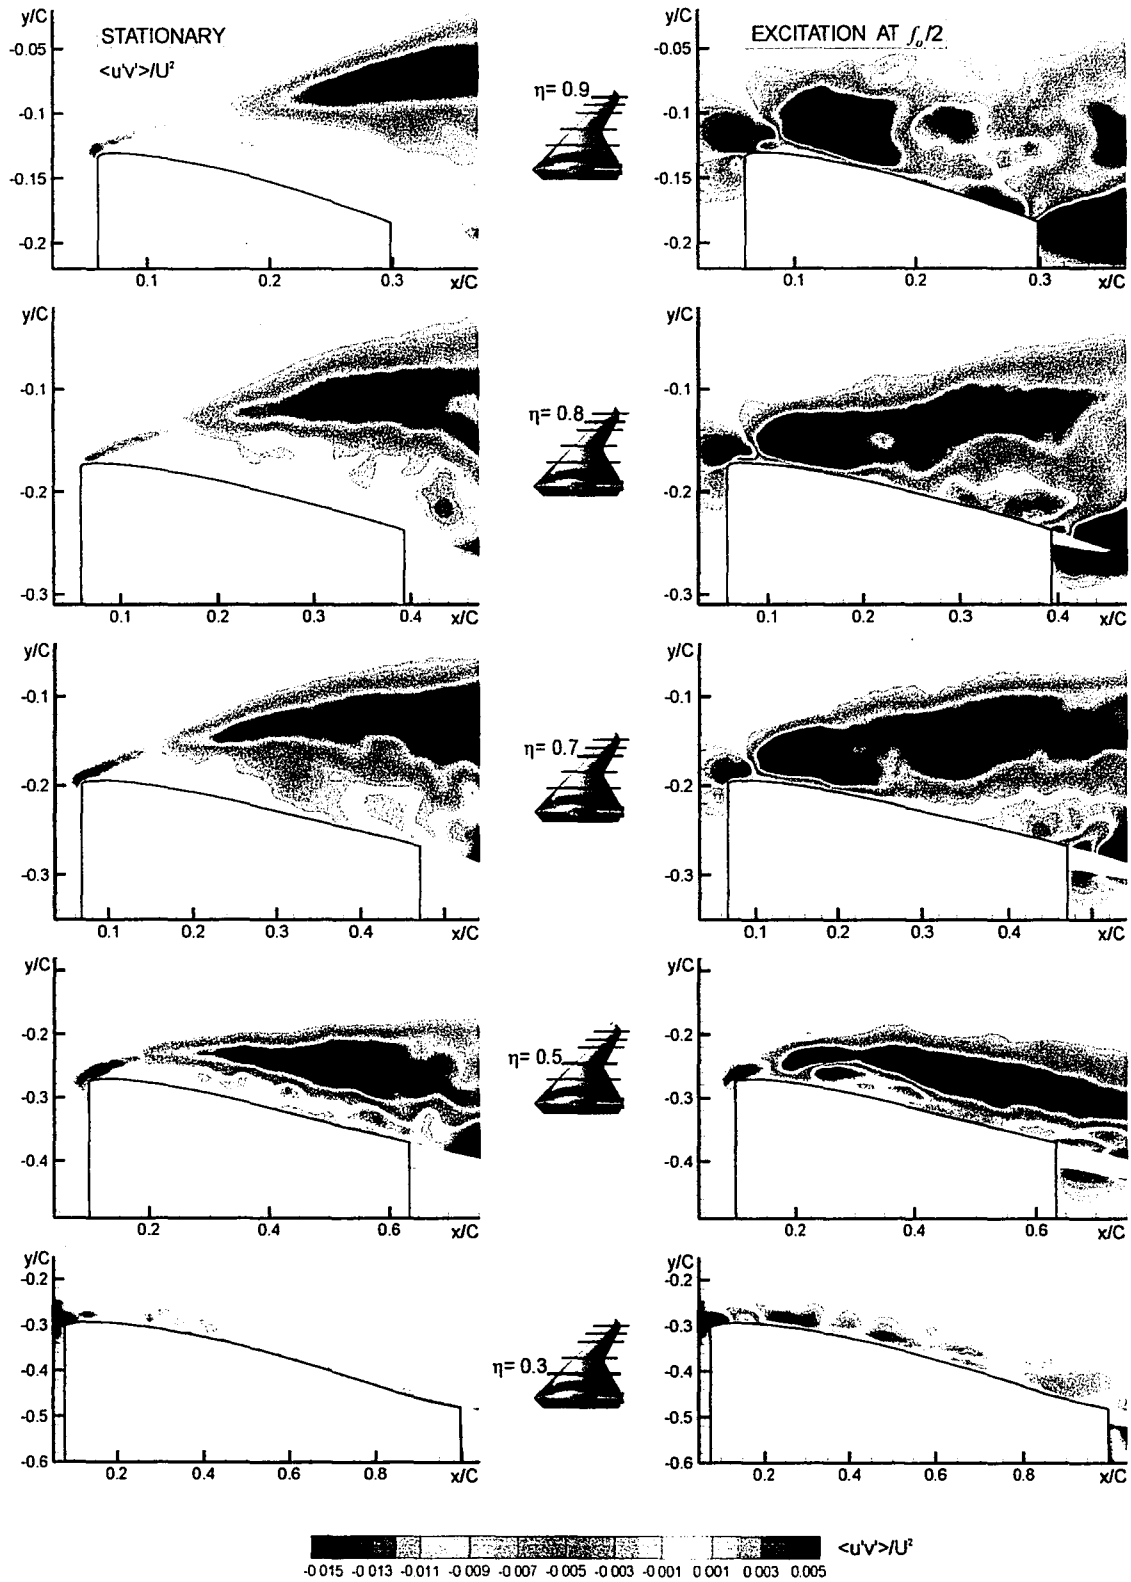 y/C
STATIONARY
<u'v'>/U²
-0.05
-0.1
-0.15
-0.2
0.1
0.2
0.3
x/C
η= 0.9
y/C
EXCITATION AT fₒ/2
-0.05
-0.1
-0.15
-0.2
0.1
0.2
0.3
x/C
y/C
-0.1
-0.2
-0.3
0.1
0.2
0.3
0.4
x/C
η= 0.8
y/C
-0.1
-0.2
-0.3
0.1
0.2
0.3
0.4
x/C
y/C
-0.1
-0.2
-0.3
0.1
0.2
0.3
0.4
x/C
η= 0.7
y/C
-0.1
-0.2
-0.3
0.1
0.2
0.3
0.4
x/C
y/C
-0.2
-0.3
-0.4
0.2
0.4
0.6
x/C
η= 0.5
y/C
-0.2
-0.3
-0.4
0.2
0.4
0.6
x/C
y/C
-0.2
-0.3
-0.4
-0.5
-0.6
0.2
0.4
0.6
0.8
x/C
η= 0.3
y/C
-0.2
-0.3
-0.4
-0.5
-0.6
0.2
0.4
0.6
0.8
x/C
<u'v'>/U²
-0.015 -0.013 -0.011 -0.009 -0.007 -0.005 -0.003 -0.001 0.001 0.003 0.005